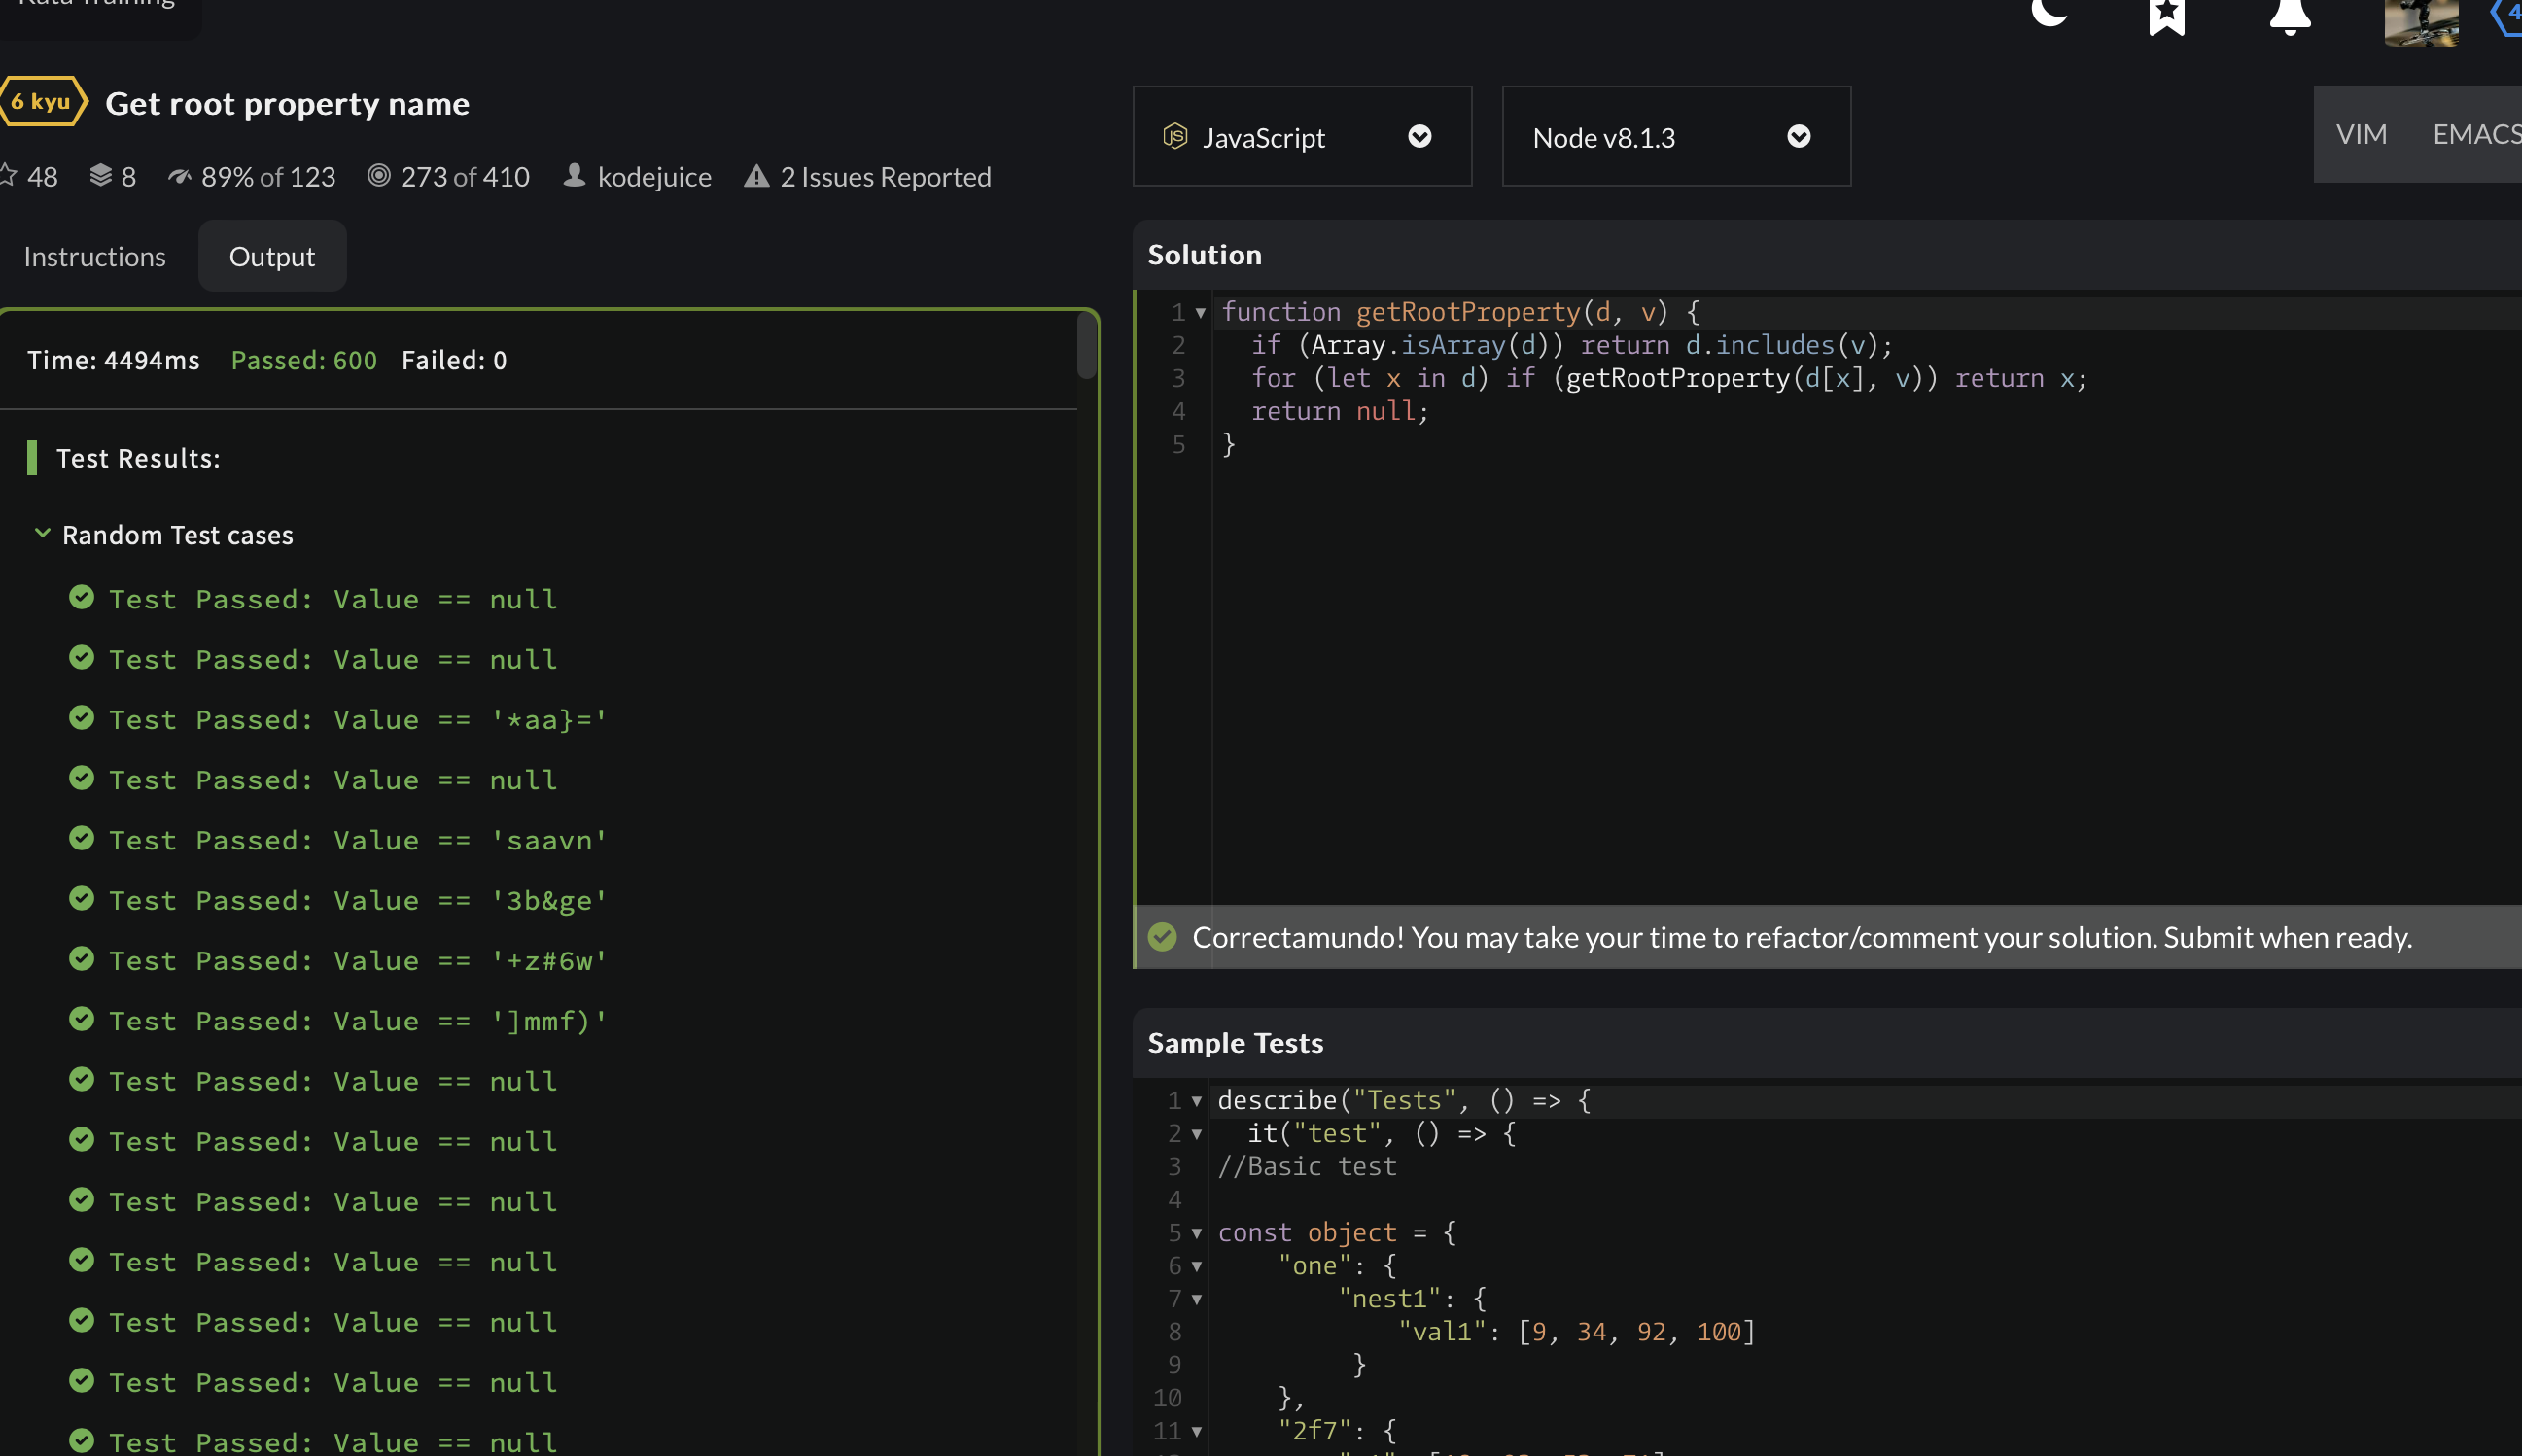 Kata Training
6 kyu Get root property name
48 8 89% of 123 273 of 410 kodejuice 2 Issues Reported
Instructions Output
Time: 4494ms Passed: 600 Failed: 0
Test Results:
Random Test cases
Test Passed: Value == null
Test Passed: Value == null
Test Passed: Value == '*aa}='
Test Passed: Value == null
Test Passed: Value == 'saavn'
Test Passed: Value == '3b&ge'
Test Passed: Value == '+z#6w'
Test Passed: Value == ']mmf)'
Test Passed: Value == null
Test Passed: Value == null
Test Passed: Value == null
Test Passed: Value == null
Test Passed: Value == null
Test Passed: Value == null
Test Passed: Value == null
4
JS JavaScript Node v8.1.3 VIM EMACS
Solution
1 function getRootProperty(d, v) {
2 if (Array.isArray(d)) return d.includes(v);
3 for (let x in d) if (getRootProperty(d[x], v)) return x;
4 return null;
5 }
Correctamundo! You may take your time to refactor/comment your solution. Submit when ready.
Sample Tests
1 describe("Tests", () => {
2 it("test", () => {
3 //Basic test
4
5 const object = {
6 "one": {
7 "nest1": {
8 "val1": [9, 34, 92, 100]
9 }
10 },
11 "2f7": {